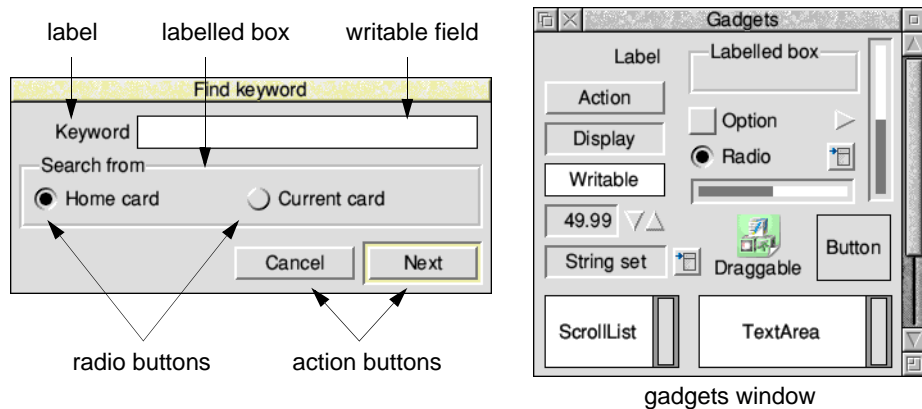 label labelled box writable field
Find keyword
Keyword
Search from
Home card Current card
Cancel Next
radio buttons action buttons
Gadgets
Label Labelled box
Action
Option
Display
Radio
Writable
49.99
String set Draggable Button
ScrollList TextArea
gadgets window